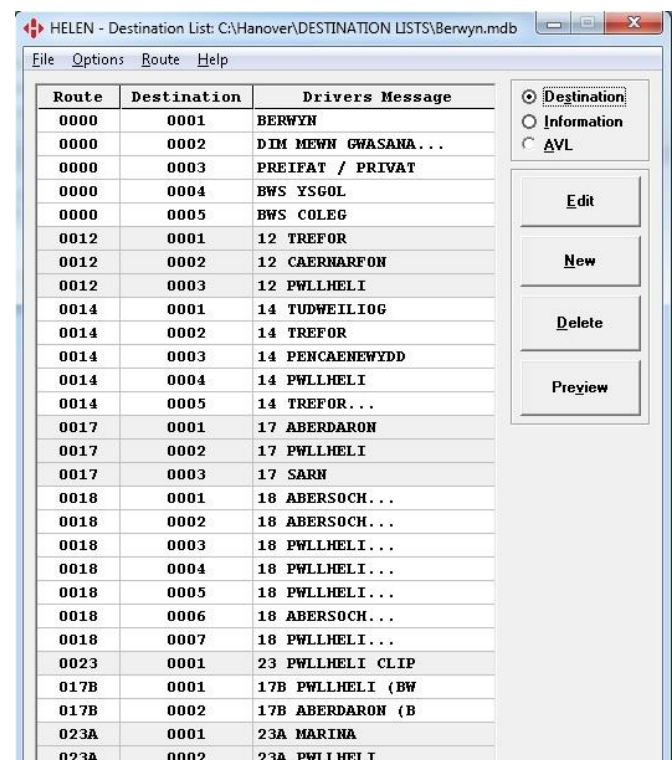 HELEN - Destination List: C:\Hanover\DESTINATION LISTS\Berwyn.mdb
File Options Route Help
Route Destination Drivers Message
0000 0001 BERWYN
0000 0002 DIM MEWN GWASANA...
0000 0003 PREIFAT / PRIVAT
0000 0004 BWS YSGOL
0000 0005 BWS COLEG
0012 0001 12 TREFOR
0012 0002 12 CAERNARFON
0012 0003 12 PWLLHELI
0014 0001 14 TUDWEILIOG
0014 0002 14 TREFOR
0014 0003 14 PENCAENEWYDD
0014 0004 14 PWLLHELI
0014 0005 14 TREFOR...
0017 0001 17 ABERDARON
0017 0002 17 PWLLHELI
0017 0003 17 SARN
0018 0001 18 ABERSOCH...
0018 0002 18 ABERSOCH...
0018 0003 18 PWLLHELI...
0018 0004 18 PWLLHELI...
0018 0005 18 PWLLHELI...
0018 0006 18 ABERSOCH...
0018 0007 18 PWLLHELI...
0023 0001 23 PWLLHELI CLIP
017B 0001 17B PWLLHELI (BW
017B 0002 17B ABERDARON (B
023A 0001 23A MARINA
023A 0002 23A PWLLHELI
Destination
Information
AVL
Edit
New
Delete
Preview